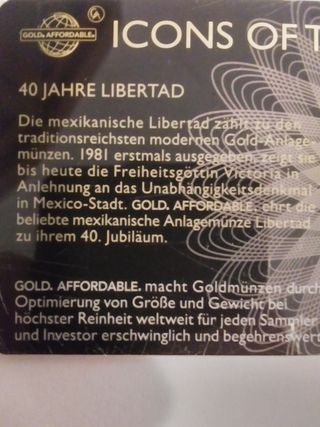 GOLD. AFFORDABLE.
ICONS OF T
40 JAHRE LIBERTAD
Die mexikanische Libertad zählt zu den
traditionsreichsten modernen Gold-Anlage-
münzen. 1981 erstmals ausgegeben, zeigt sie
bis heute die Freiheitsgöttin Victoria in
Anlehnung an das Unabhängigkeitsdenkmal
in Mexico-Stadt. GOLD. AFFORDABLE. ehrt die
beliebte mexikanische Anlagemünze Libertad
zu ihrem 40. Jubiläum.
GOLD. AFFORDABLE. macht Goldmünzen durch
Optimierung von Größe und Gewicht bei
höchster Reinheit weltweit für jeden Sammler
und Investor erschwinglich und begehrenswert